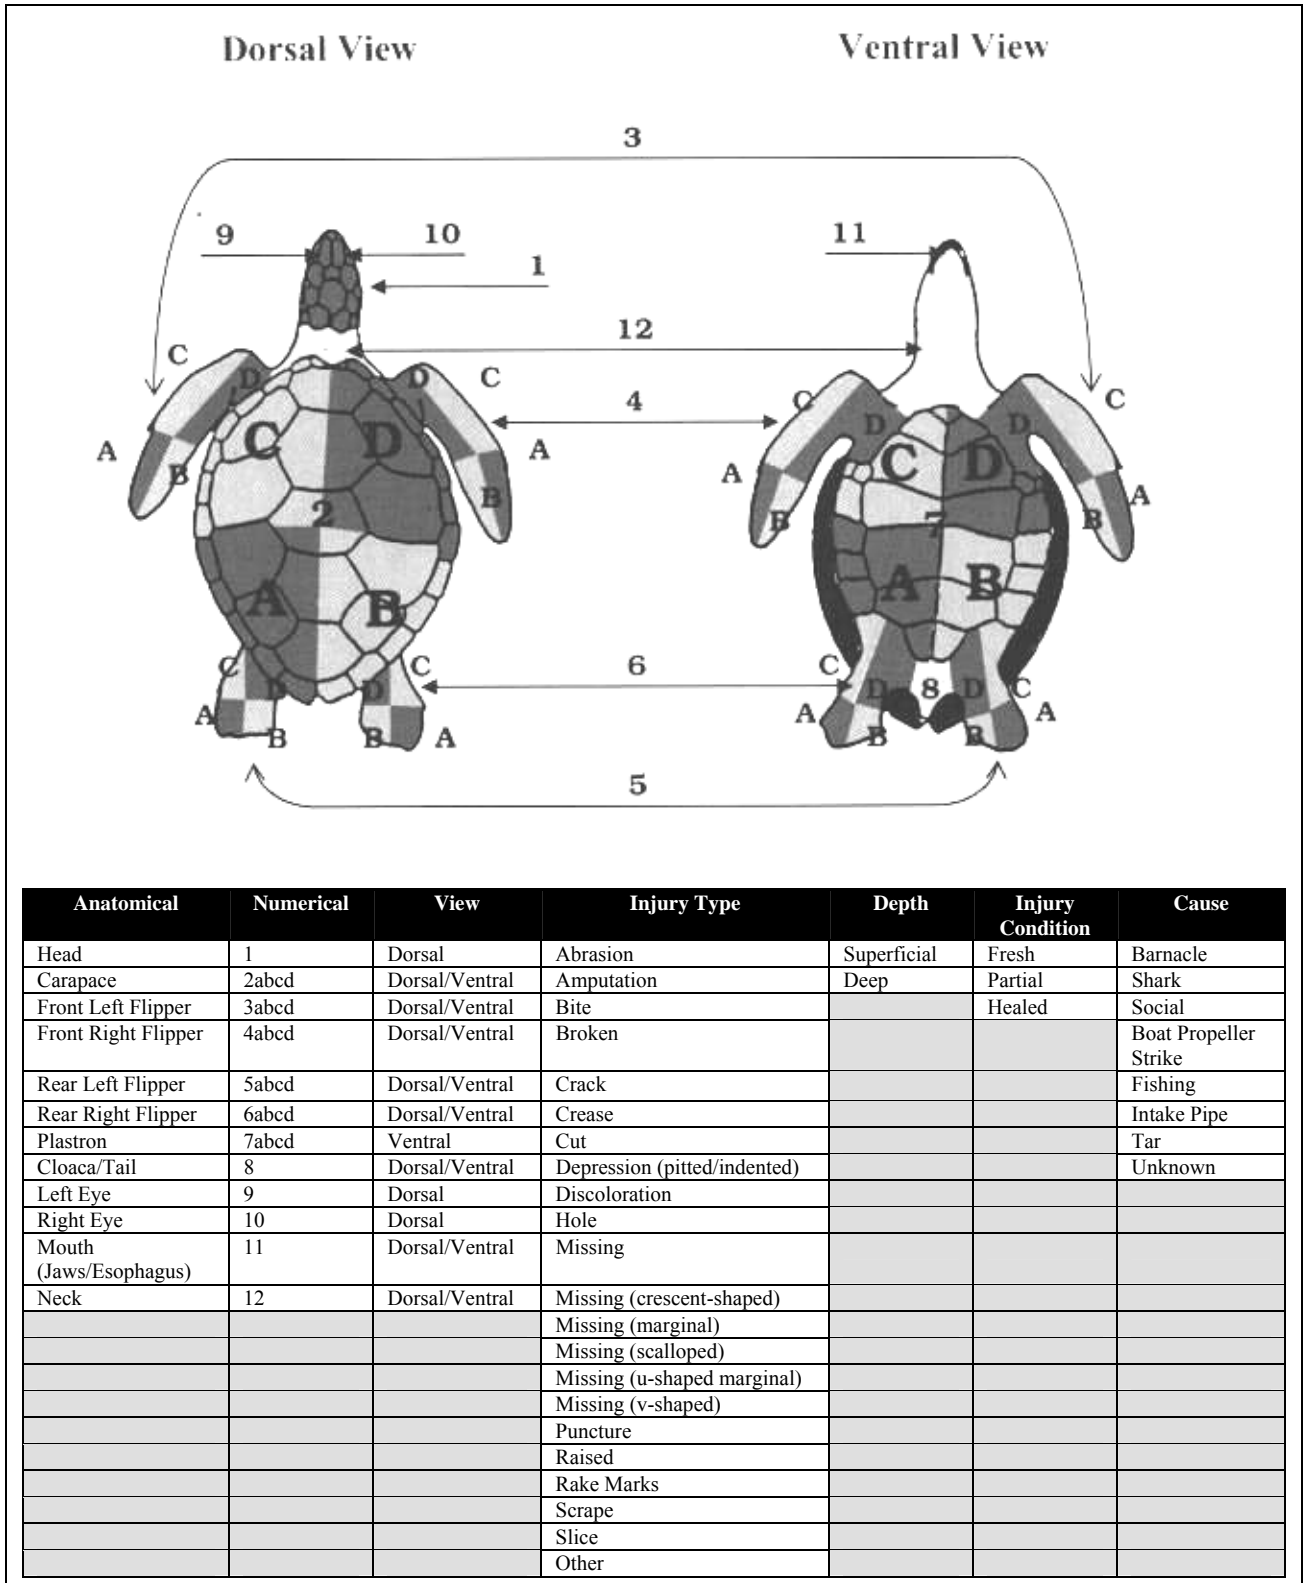 Dorsal View
Ventral View
3
9
10
11
1
12
C
D
D
C
C
D
D
C
4
A
C
D
A
B
B
2
A
B
C
D
A
A
B
B
C
D
7
A
B
6
C
D
D
C
A
B
B
A
C
D
8
D
C
A
B
B
A
5
Anatomical Numerical View Injury Type Depth Injury Condition Cause
Head 1 Dorsal Abrasion Superficial Fresh Barnacle
Carapace 2abcd Dorsal/Ventral Amputation Deep Partial Shark
Front Left Flipper 3abcd Dorsal/Ventral Bite Healed Social
Front Right Flipper 4abcd Dorsal/Ventral Broken Boat Propeller Strike
Rear Left Flipper 5abcd Dorsal/Ventral Crack Fishing
Rear Right Flipper 6abcd Dorsal/Ventral Crease Intake Pipe
Plastron 7abcd Ventral Cut Tar
Cloaca/Tail 8 Dorsal/Ventral Depression (pitted/indented) Unknown
Left Eye 9 Dorsal Discoloration
Right Eye 10 Dorsal Hole
Mouth (Jaws/Esophagus) 11 Dorsal/Ventral Missing
Neck 12 Dorsal/Ventral Missing (crescent-shaped)
Missing (marginal)
Missing (scalloped)
Missing (u-shaped marginal)
Missing (v-shaped)
Puncture
Raised
Rake Marks
Scrape
Slice
Other